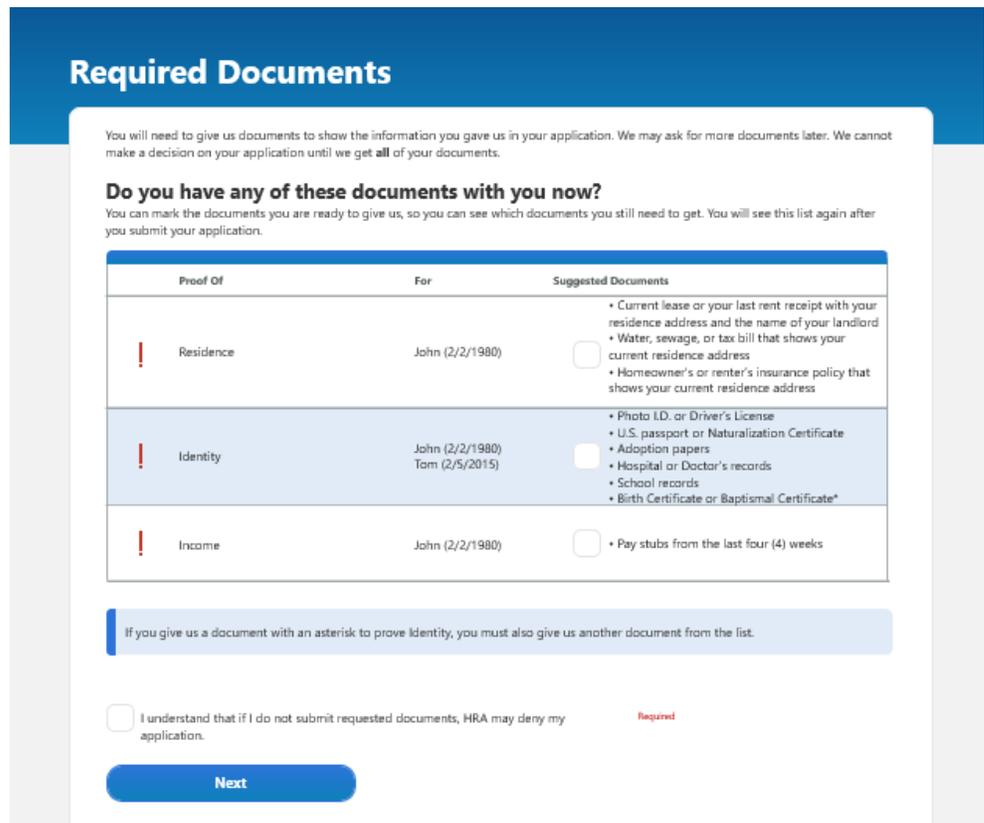 Required Documents
You will need to give us documents to show the information you gave us in your application. We may ask for more documents later. We cannot
make a decision on your application until we get all of your documents.
Do you have any of these documents with you now?
You can mark the documents you are ready to give us, so you can see which documents you still need to get. You will see this list again after
you submit your application.
Proof Of For Suggested Documents
• Current lease or your last rent receipt with your
residence address and the name of your landlord
• Water, sewage, or tax bill that shows your
! Residence John (2/2/1980)
current residence address
• Homeowner's or renter's insurance policy that
shows your current residence address
• Photo I.D. or Driver's License
• U.S. passport or Naturalization Certificate
John (2/2/1980) • Adoption papers
! Identity
Tom (2/5/2015) • Hospital or Doctor's records
• School records
• Birth Certificate or Baptismal Certificate*
! Income John (2/2/1980) • Pay stubs from the last four (4) weeks
If you give us a document with an asterisk to prove Identity, you must also give us another document from the list.
I understand that if I do not submit requested documents, HRA may deny my Required
application.
Next